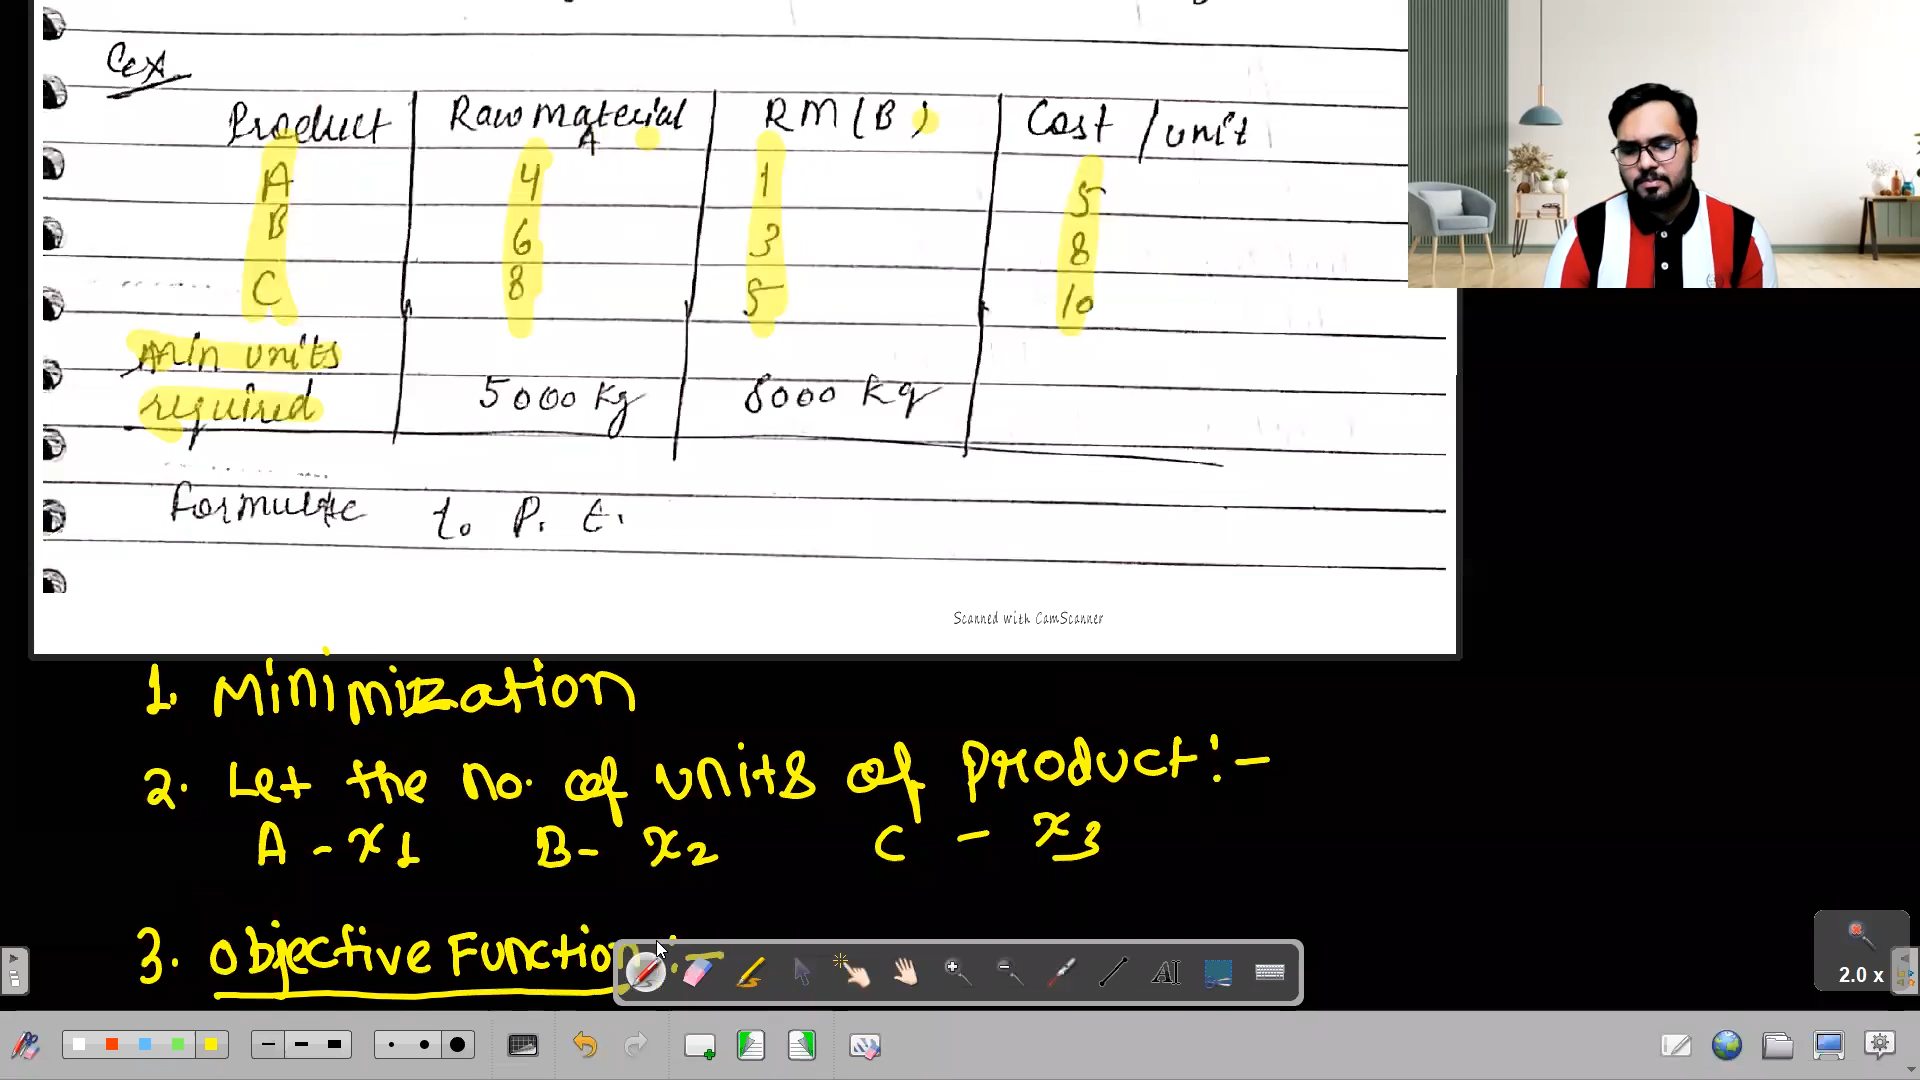 Cex
Product Raw material A RM (B) Cost / unit
A 4 1 5
B 6 3 8
C 8 5 10
min units
required 5000 kg 8000 kg
Formulate L. P. P.
Scanned with CamScanner
1. Minimization
2. Let the no. of units of product:-
A - x1 B - x2 C - x3
3. Objective Function:-
AI
2.0 x